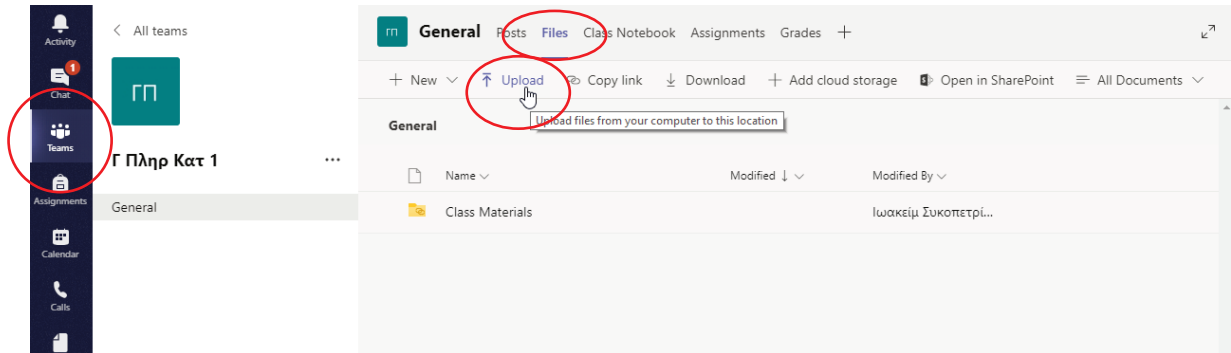 Activity
1
Chat
Teams
Assignments
Calendar
Calls
All teams
ΓΠ
Γ Πληρ Κατ 1
...
General
ΓΠ General Posts Files Class Notebook Assignments Grades +
+ New Upload Copy link Download + Add cloud storage Open in SharePoint All Documents
Upload files from your computer to this location
General
Name Modified ↓ Modified By
Class Materials Ιωακείμ Συκοπετρί...